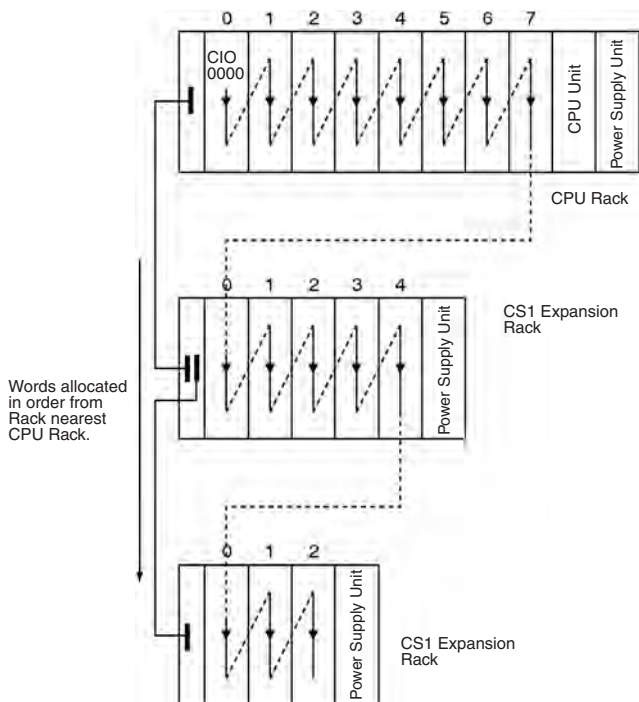 0 1 2 3 4 5 6 7
CIO
0000
CPU Unit
Power Supply Unit
CPU Rack
0 1 2 3 4
Power Supply Unit
CS1 Expansion
Rack
Words allocated
in order from
Rack nearest
CPU Rack.
0 1 2
Power Supply Unit
CS1 Expansion
Rack